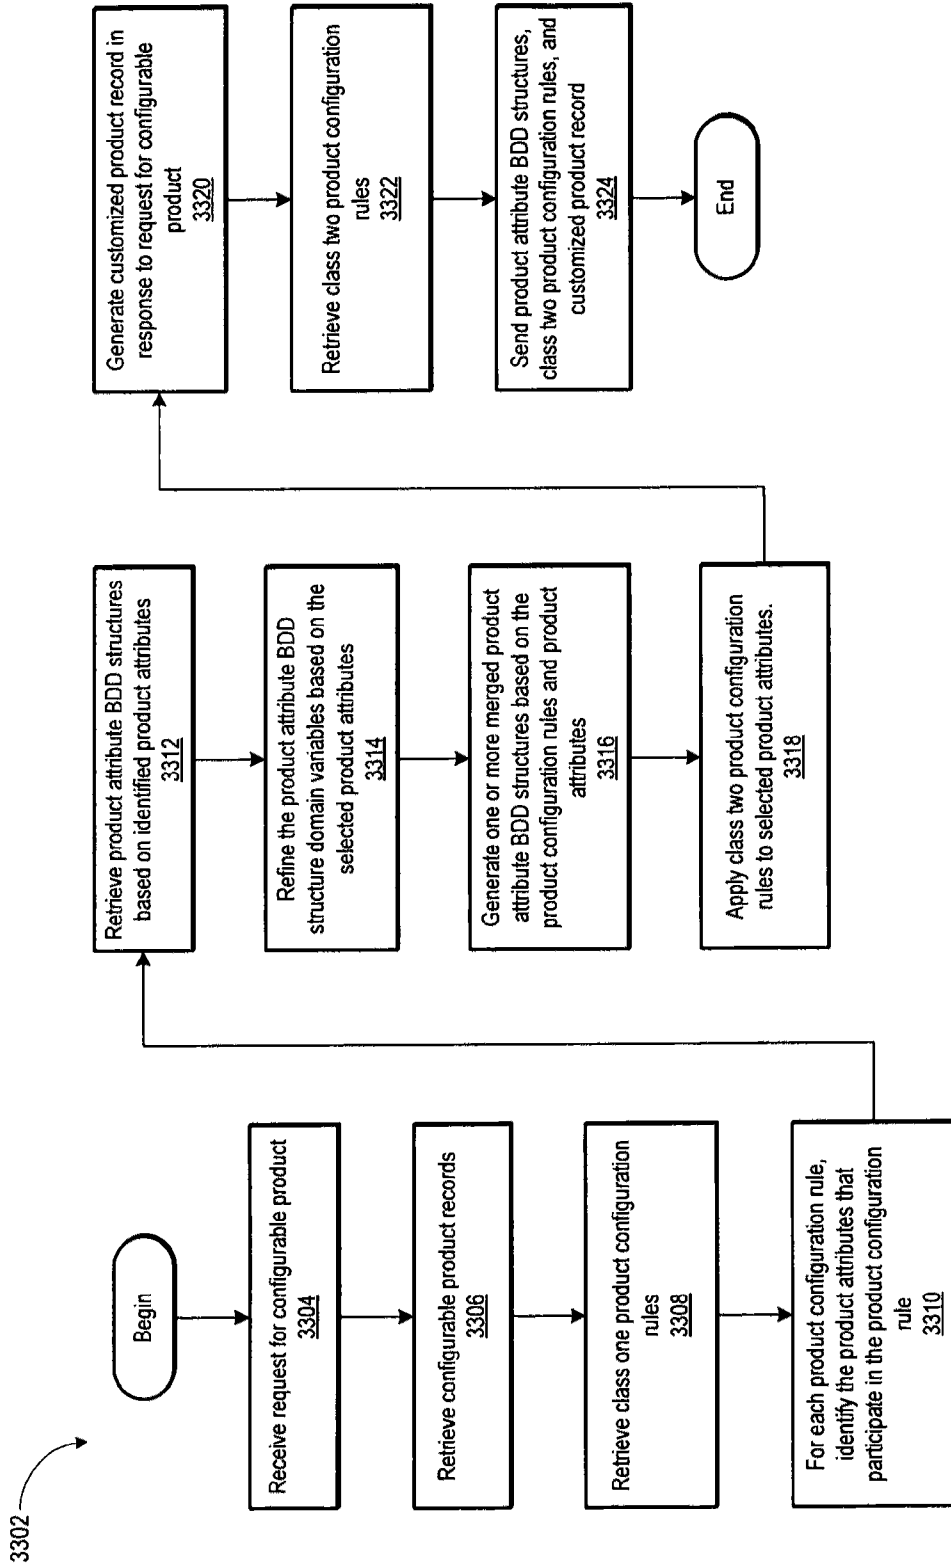 3302
Begin
Receive request for configurable product
3304
Retrieve configurable product records
3306
Retrieve class one product configuration
rules
3308
For each product configuration rule,
identify the product attributes that
participate in the product configuration
rule
3310
Retrieve product attribute BDD structures
based on identified product attributes
3312
Refine the product attribute BDD
structure domain variables based on the
selected product attributes
3314
Generate one or more merged product
attribute BDD structures based on the
product configuration rules and product
attributes
3316
Apply class two product configuration
rules to selected product attributes.
3318
Generate customized product record in
response to request for configurable
product
3320
Retrieve class two product configuration
rules
3322
Send product attribute BDD structures,
class two product configuration rules, and
customized product record
3324
End